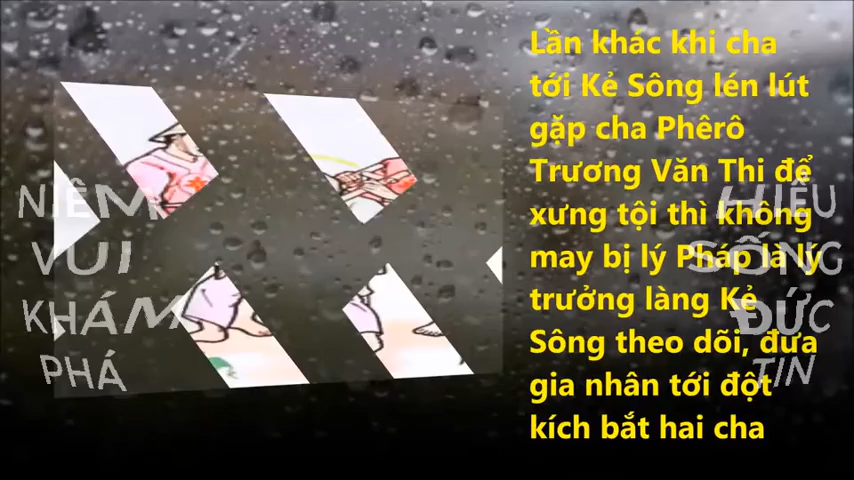 Lần khác khi cha
tới Kẻ Sông lén lút
gặp cha Phêrô
Trương Văn Thi để
xưng tội thì không
may bị lý Pháp là lý
trưởng làng Kẻ
Sông theo dõi, đưa
gia nhân tới đột
kích bắt hai cha
NIỀM
VUI
KHÁM
PHÁ
HIỂU
SỐNG
ĐỨC
TIN